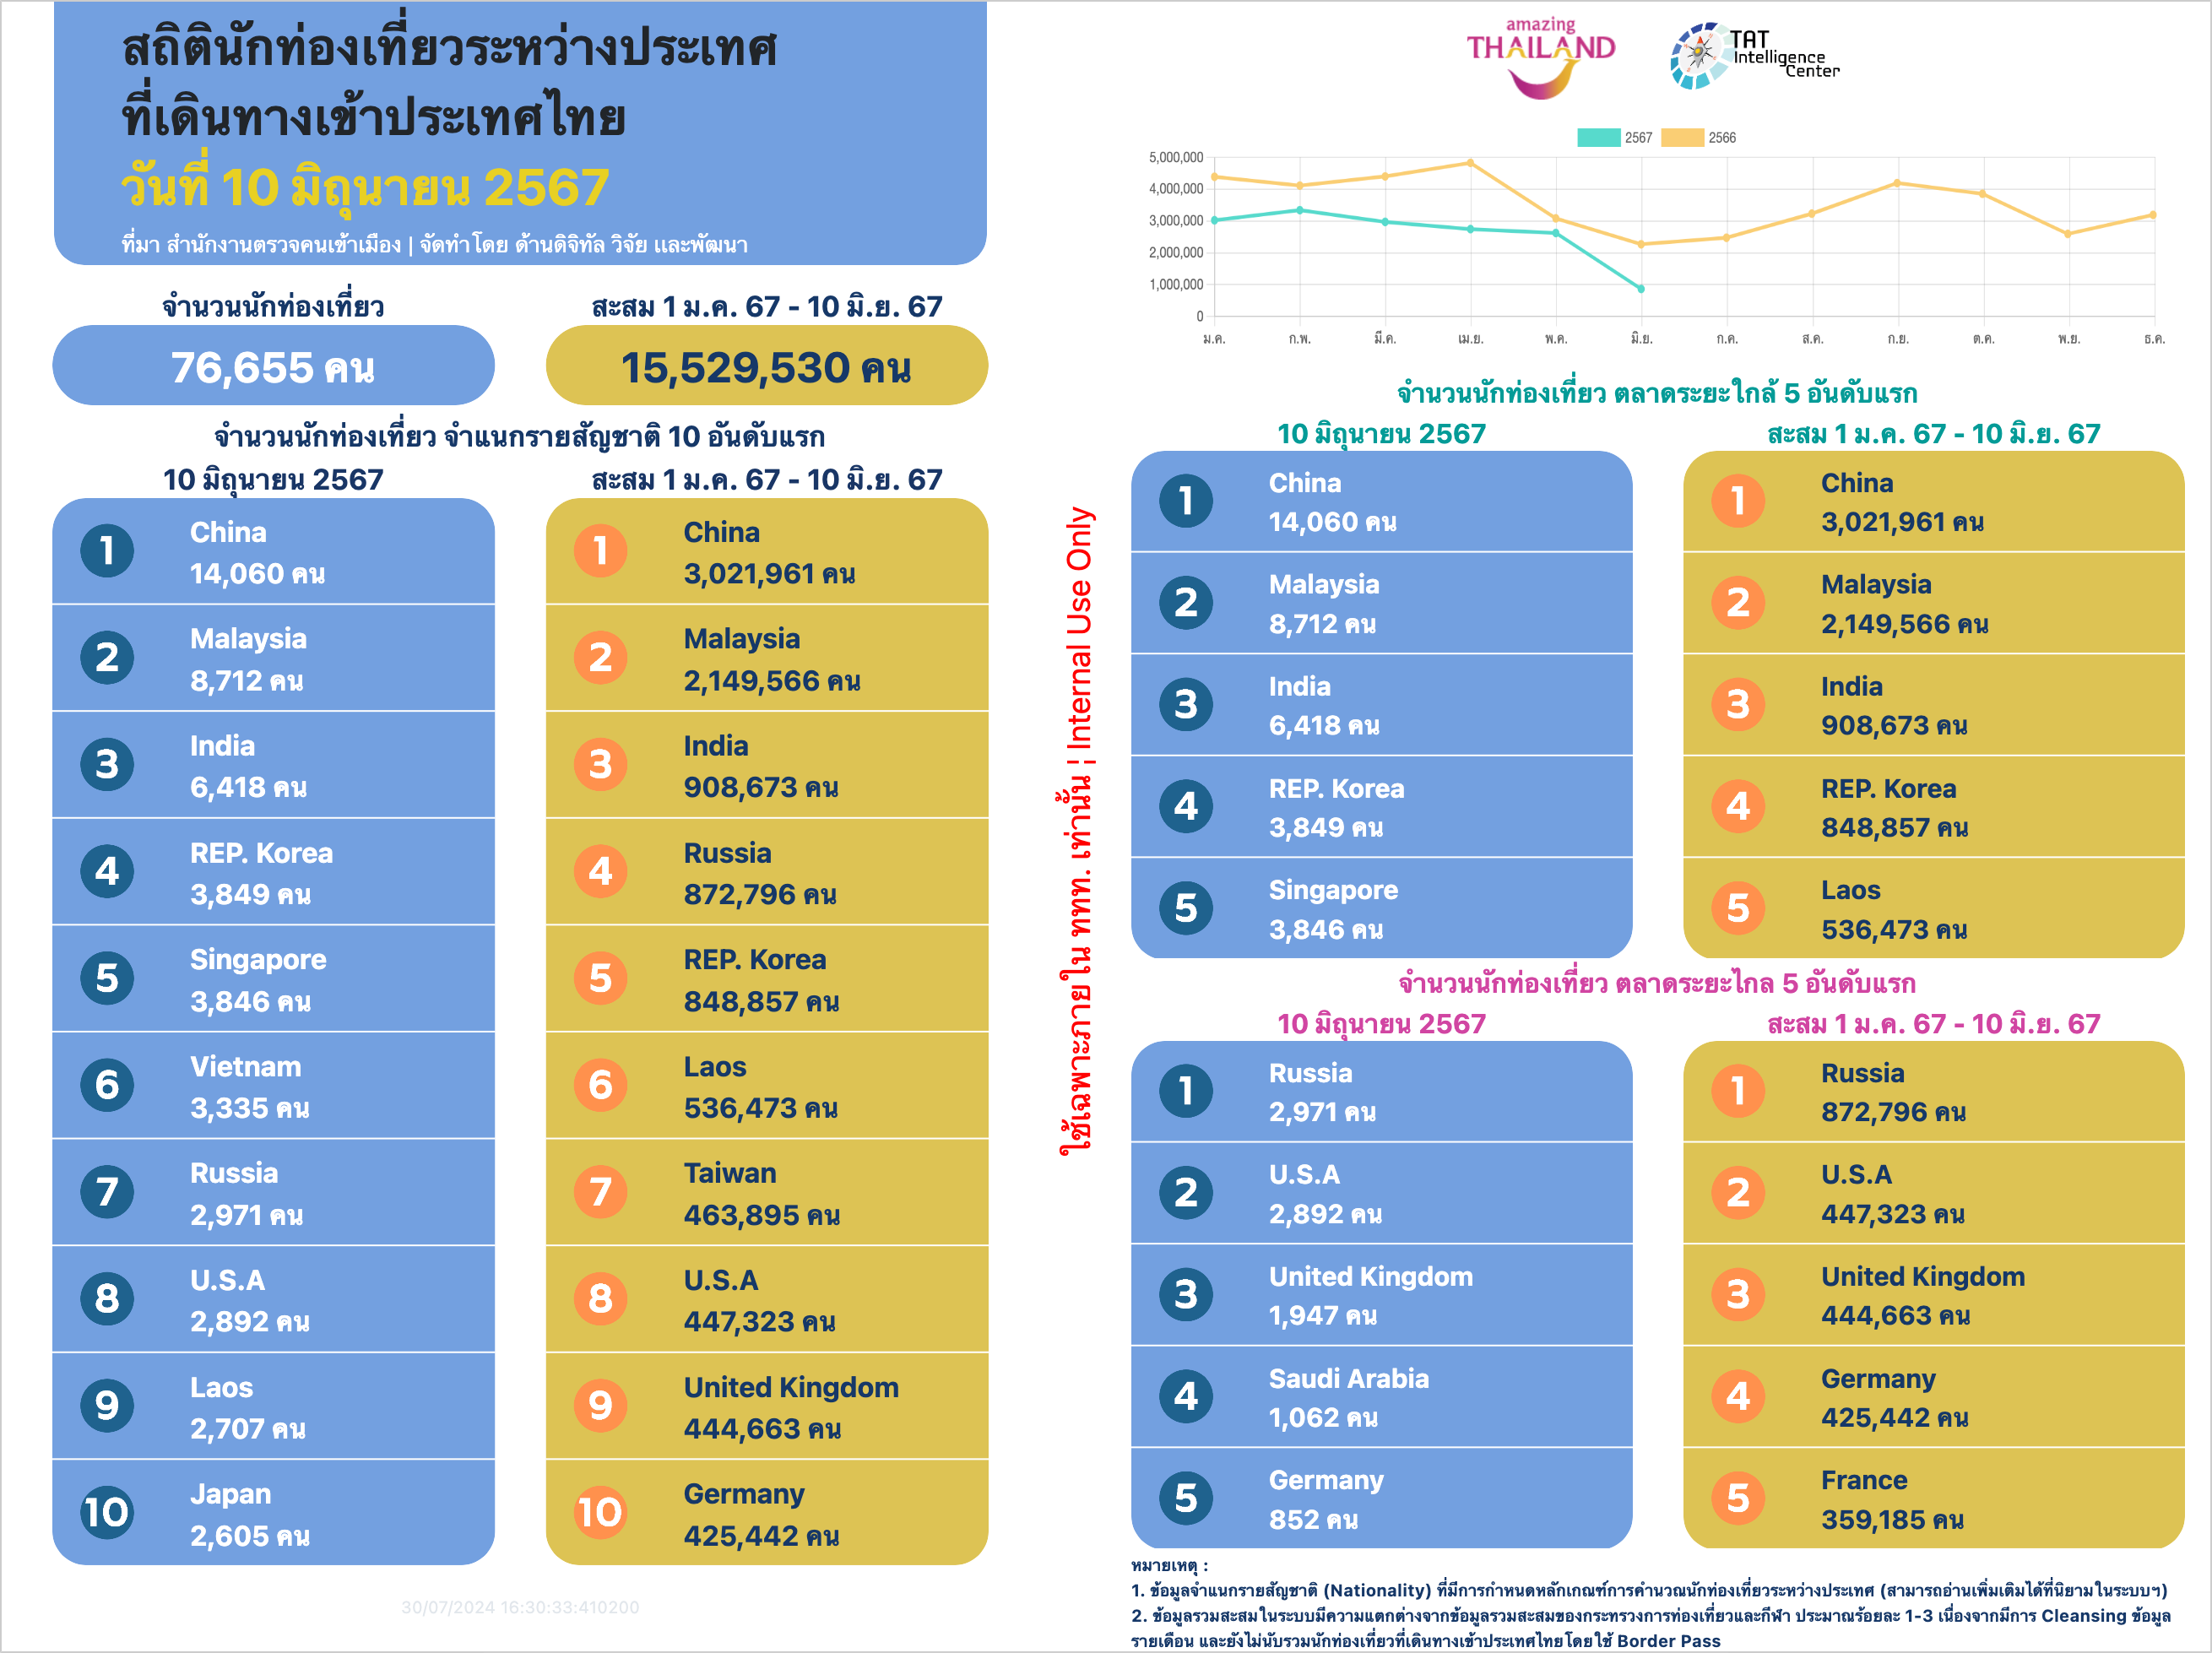 สถิตินักท่องเที่ยวระหว่างประเทศ
ที่เดินทางเข้าประเทศไทย
วันที่ 10 มิถุนายน 2567
ที่มา สำนักงานตรวจคนเข้าเมือง | จัดทำโดย ด้านดิจิทัล วิจัย และพัฒนา
จำนวนนักท่องเที่ยว
76,655 คน
สะสม 1 ม.ค. 67 - 10 มิ.ย. 67
15,529,530 คน
จำนวนนักท่องเที่ยว จำแนกรายสัญชาติ 10 อันดับแรก
10 มิถุนายน 2567
1
China
14,060 คน
2
Malaysia
8,712 คน
3
India
6,418 คน
4
REP. Korea
3,849 คน
5
Singapore
3,846 คน
6
Vietnam
3,335 คน
7
Russia
2,971 คน
8
U.S.A
2,892 คน
9
Laos
2,707 คน
10
Japan
2,605 คน
สะสม 1 ม.ค. 67 - 10 มิ.ย. 67
1
China
3,021,961 คน
2
Malaysia
2,149,566 คน
3
India
908,673 คน
4
Russia
872,796 คน
5
REP. Korea
848,857 คน
6
Laos
536,473 คน
7
Taiwan
463,895 คน
8
U.S.A
447,323 คน
9
United Kingdom
444,663 คน
10
Germany
425,442 คน
30/07/2024 16:30:33:410200
ใช้เฉพาะภายใน ททท. เท่านั้น ¦ Internal Use Only
amazing
THAILAND
TAT
Intelligence
Center
2567 2566
5,000,000
4,000,000
3,000,000
2,000,000
1,000,000
0
ม.ค. ก.พ. มี.ค. เม.ย. พ.ค. มิ.ย. ก.ค. ส.ค. ก.ย. ต.ค. พ.ย. ธ.ค.
จำนวนนักท่องเที่ยว ตลาดระยะใกล้ 5 อันดับแรก
10 มิถุนายน 2567
1
China
14,060 คน
2
Malaysia
8,712 คน
3
India
6,418 คน
4
REP. Korea
3,849 คน
5
Singapore
3,846 คน
สะสม 1 ม.ค. 67 - 10 มิ.ย. 67
1
China
3,021,961 คน
2
Malaysia
2,149,566 คน
3
India
908,673 คน
4
REP. Korea
848,857 คน
5
Laos
536,473 คน
จำนวนนักท่องเที่ยว ตลาดระยะไกล 5 อันดับแรก
10 มิถุนายน 2567
1
Russia
2,971 คน
2
U.S.A
2,892 คน
3
United Kingdom
1,947 คน
4
Saudi Arabia
1,062 คน
5
Germany
852 คน
สะสม 1 ม.ค. 67 - 10 มิ.ย. 67
1
Russia
872,796 คน
2
U.S.A
447,323 คน
3
United Kingdom
444,663 คน
4
Germany
425,442 คน
5
France
359,185 คน
หมายเหตุ :
1. ข้อมูลจำแนกรายสัญชาติ (Nationality) ที่มีการกำหนดหลักเกณฑ์การคำนวณนักท่องเที่ยวระหว่างประเทศ (สามารถอ่านเพิ่มเติมได้ที่นิยามในระบบฯ)
2. ข้อมูลรวมสะสมในระบบมีความแตกต่างจากข้อมูลรวมสะสมของกระทรวงการท่องเที่ยวและกีฬา ประมาณร้อยละ 1-3 เนื่องจากมีการ Cleansing ข้อมูล
รายเดือน และยังไม่นับรวมนักท่องเที่ยวที่เดินทางเข้าประเทศไทยโดยใช้ Border Pass